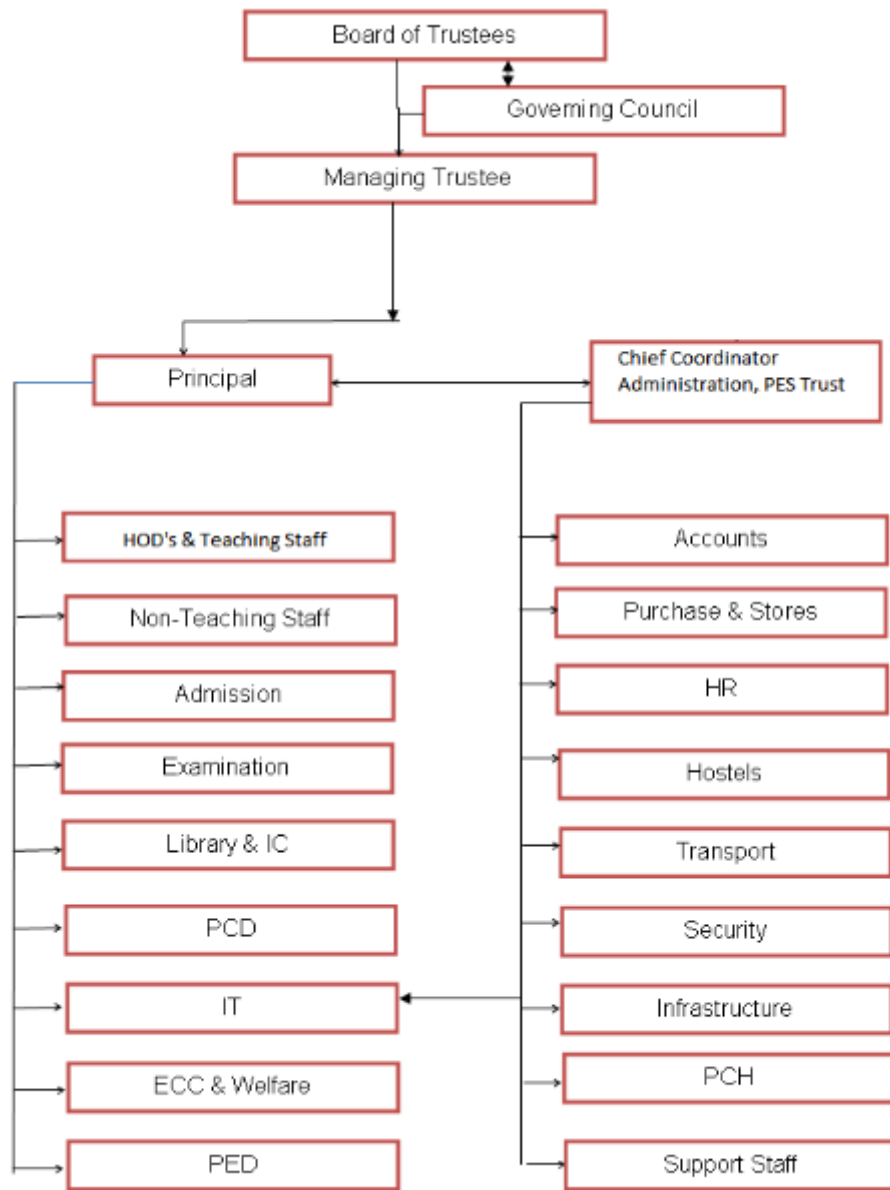 Board of Trustees
Governing Council
Managing Trustee
Principal
Chief Coordinator
Administration, PES Trust
HOD's & Teaching Staff
Non-Teaching Staff
Admission
Examination
Library & IC
PCD
IT
ECC & Welfare
PED
Accounts
Purchase & Stores
HR
Hostels
Transport
Security
Infrastructure
PCH
Support Staff